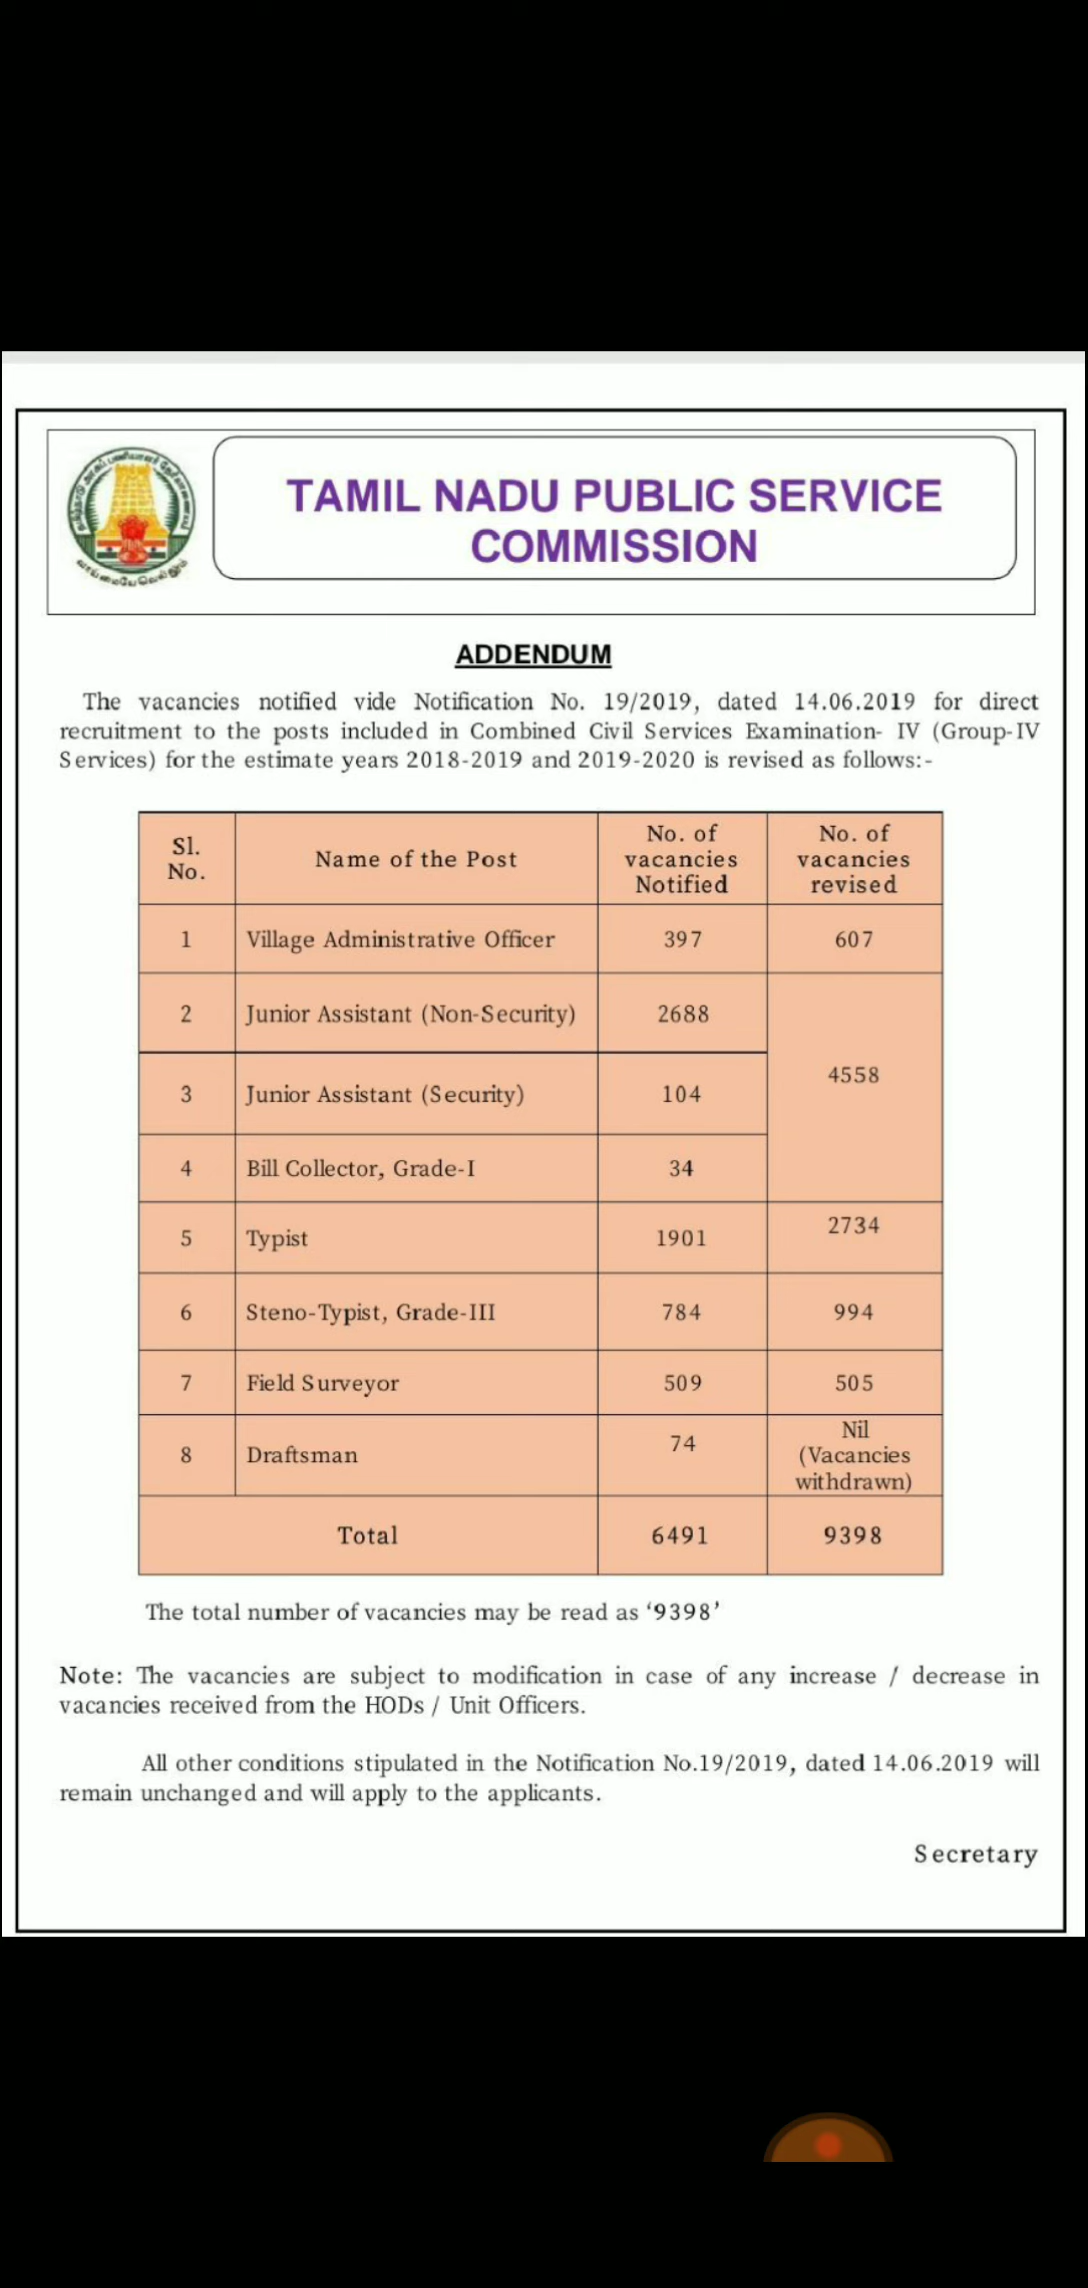 TAMIL NADU PUBLIC SERVICE
COMMISSION
ADDENDUM
The vacancies notified vide Notification No. 19/2019, dated 14.06.2019 for direct
recruitment to the posts included in Combined Civil Services Examination- IV (Group-IV
Services) for the estimate years 2018-2019 and 2019-2020 is revised as follows:-
Sl. No. Name of the Post No. of vacancies Notified No. of vacancies revised
1 Village Administrative Officer 397 607
2 Junior Assistant (Non-Security) 2688
3 Junior Assistant (Security) 104 4558
4 Bill Collector, Grade-I 34
5 Typist 1901 2734
6 Steno-Typist, Grade-III 784 994
7 Field Surveyor 509 505
8 Draftsman 74 Nil (Vacancies withdrawn)
Total 6491 9398
The total number of vacancies may be read as ‘9398’
Note: The vacancies are subject to modification in case of any increase / decrease in
vacancies received from the HODs / Unit Officers.
All other conditions stipulated in the Notification No.19/2019, dated 14.06.2019 will
remain unchanged and will apply to the applicants.
Secretary